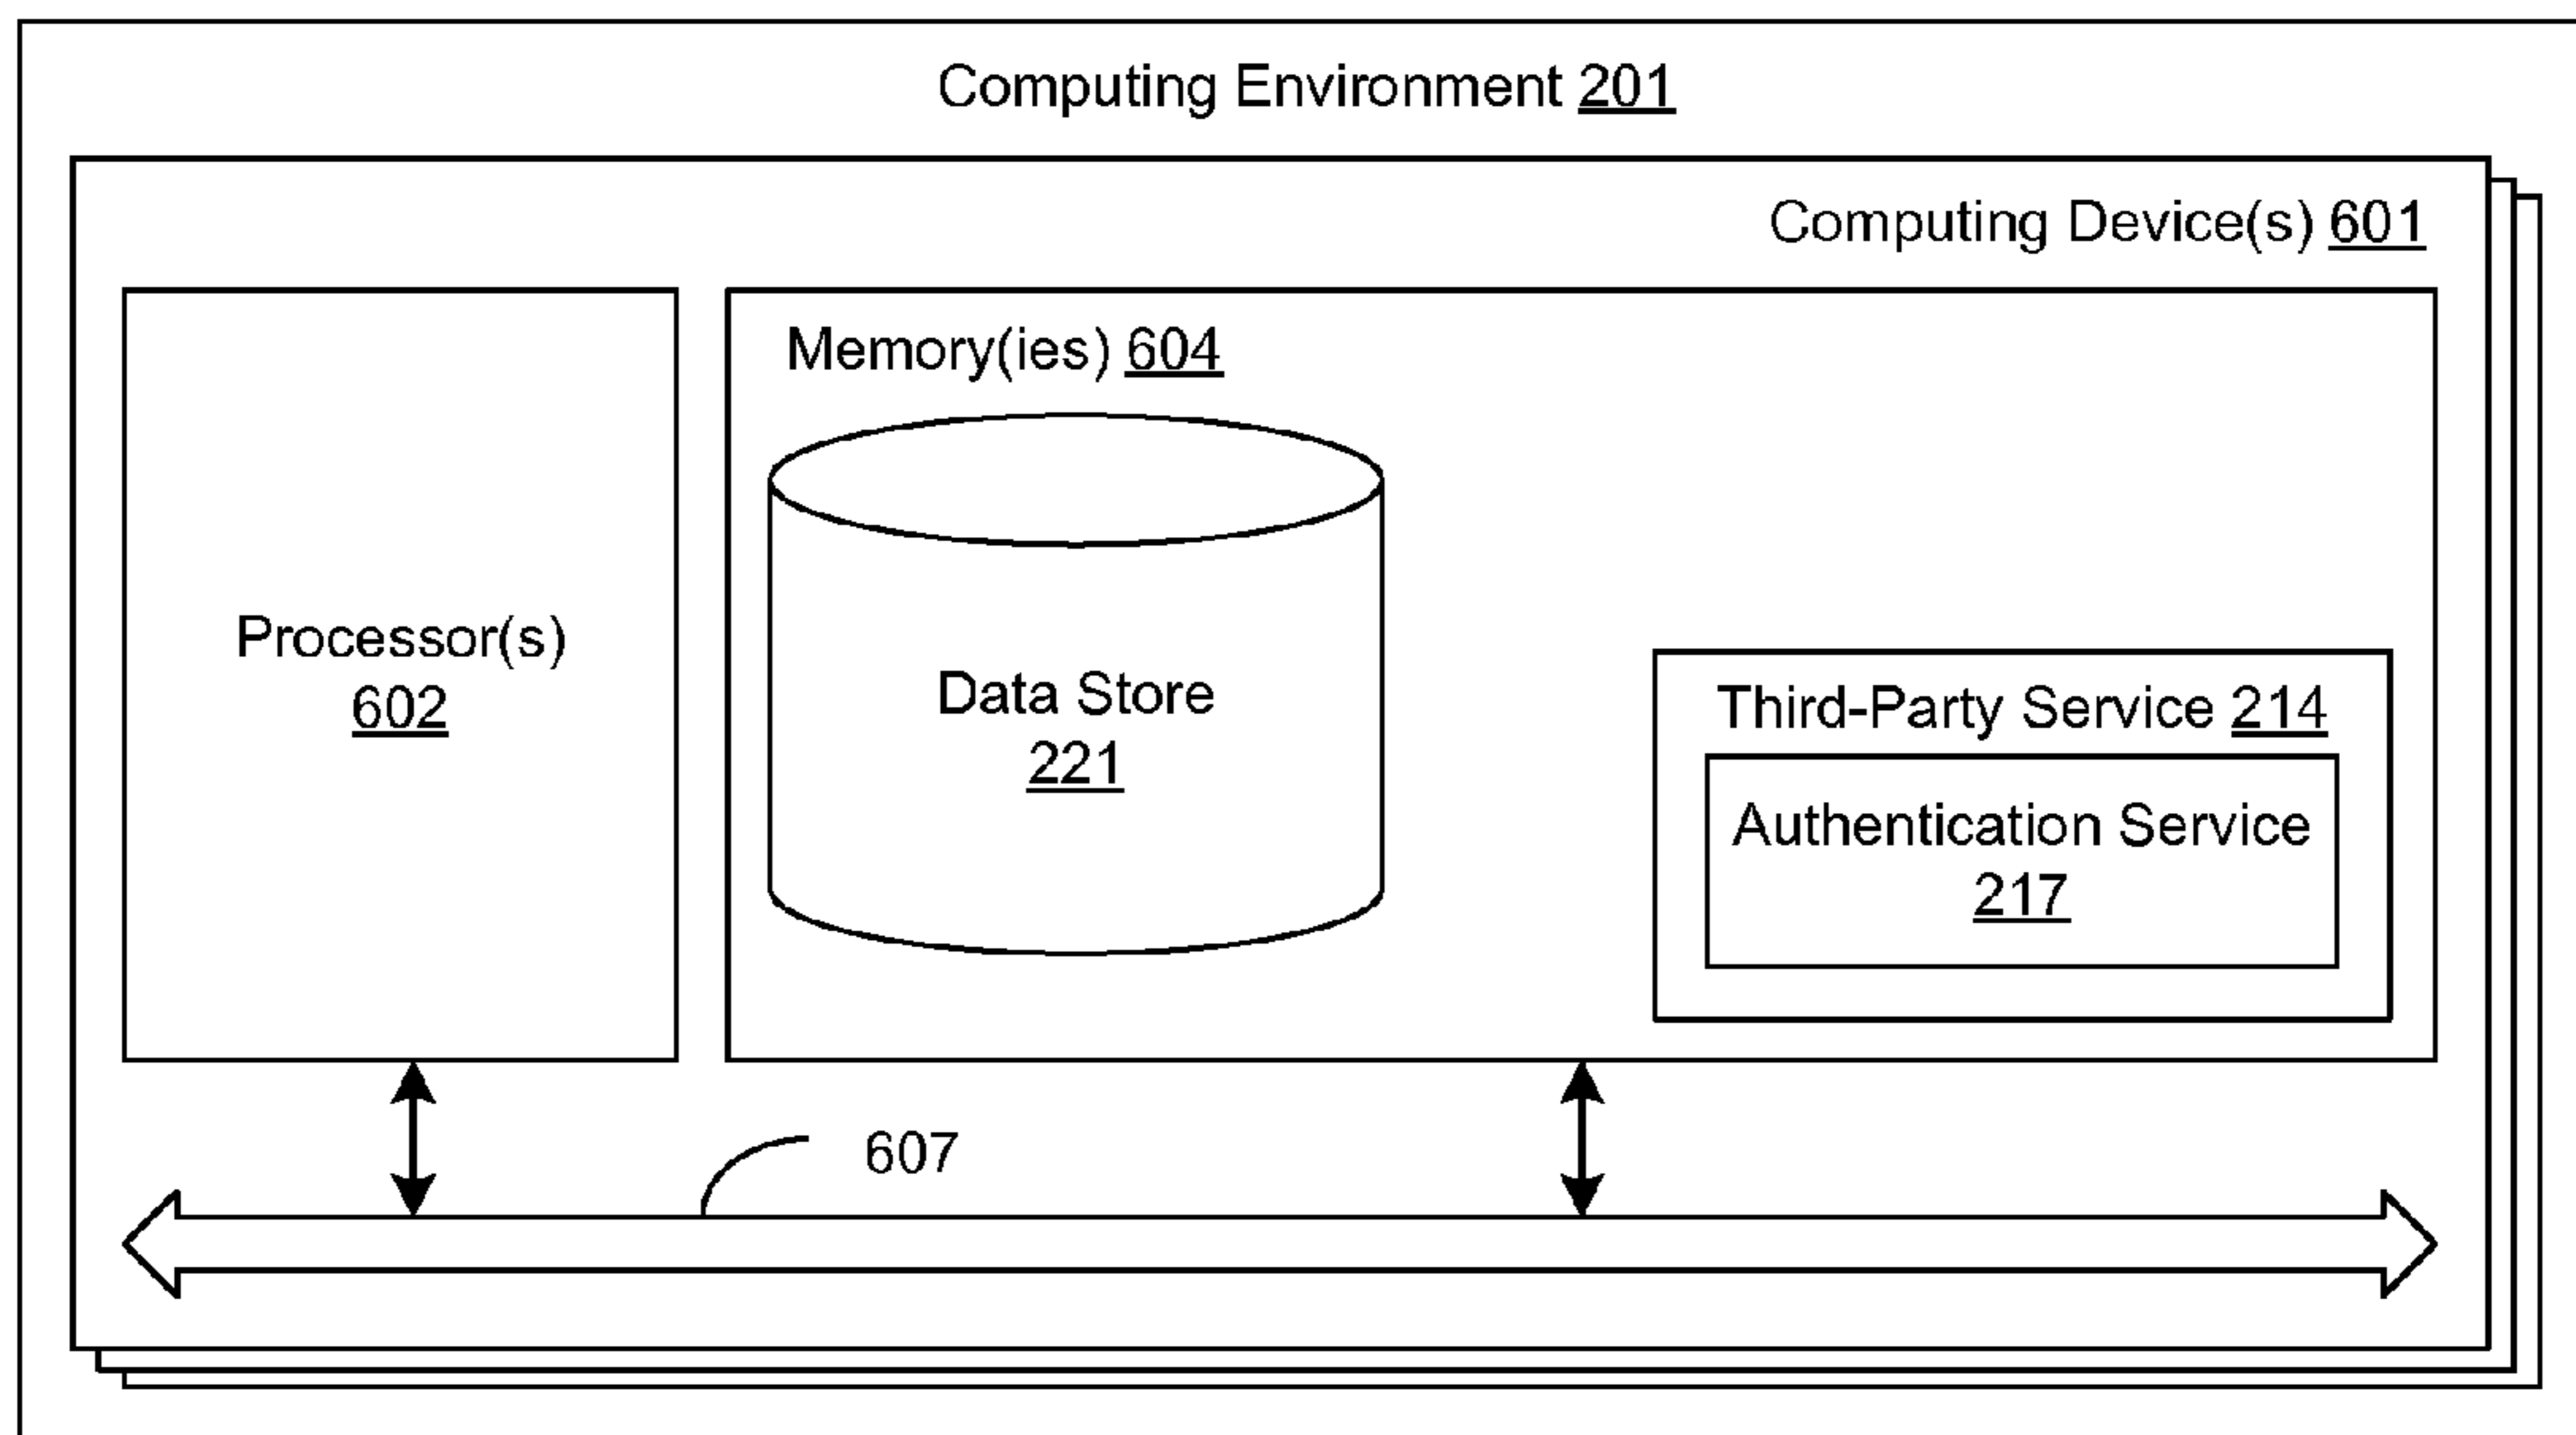 Computing Environment 201
Computing Device(s) 601
Memory(ies) 604
Processor(s)
602
Data Store
221
Third-Party Service 214
Authentication Service
217
607